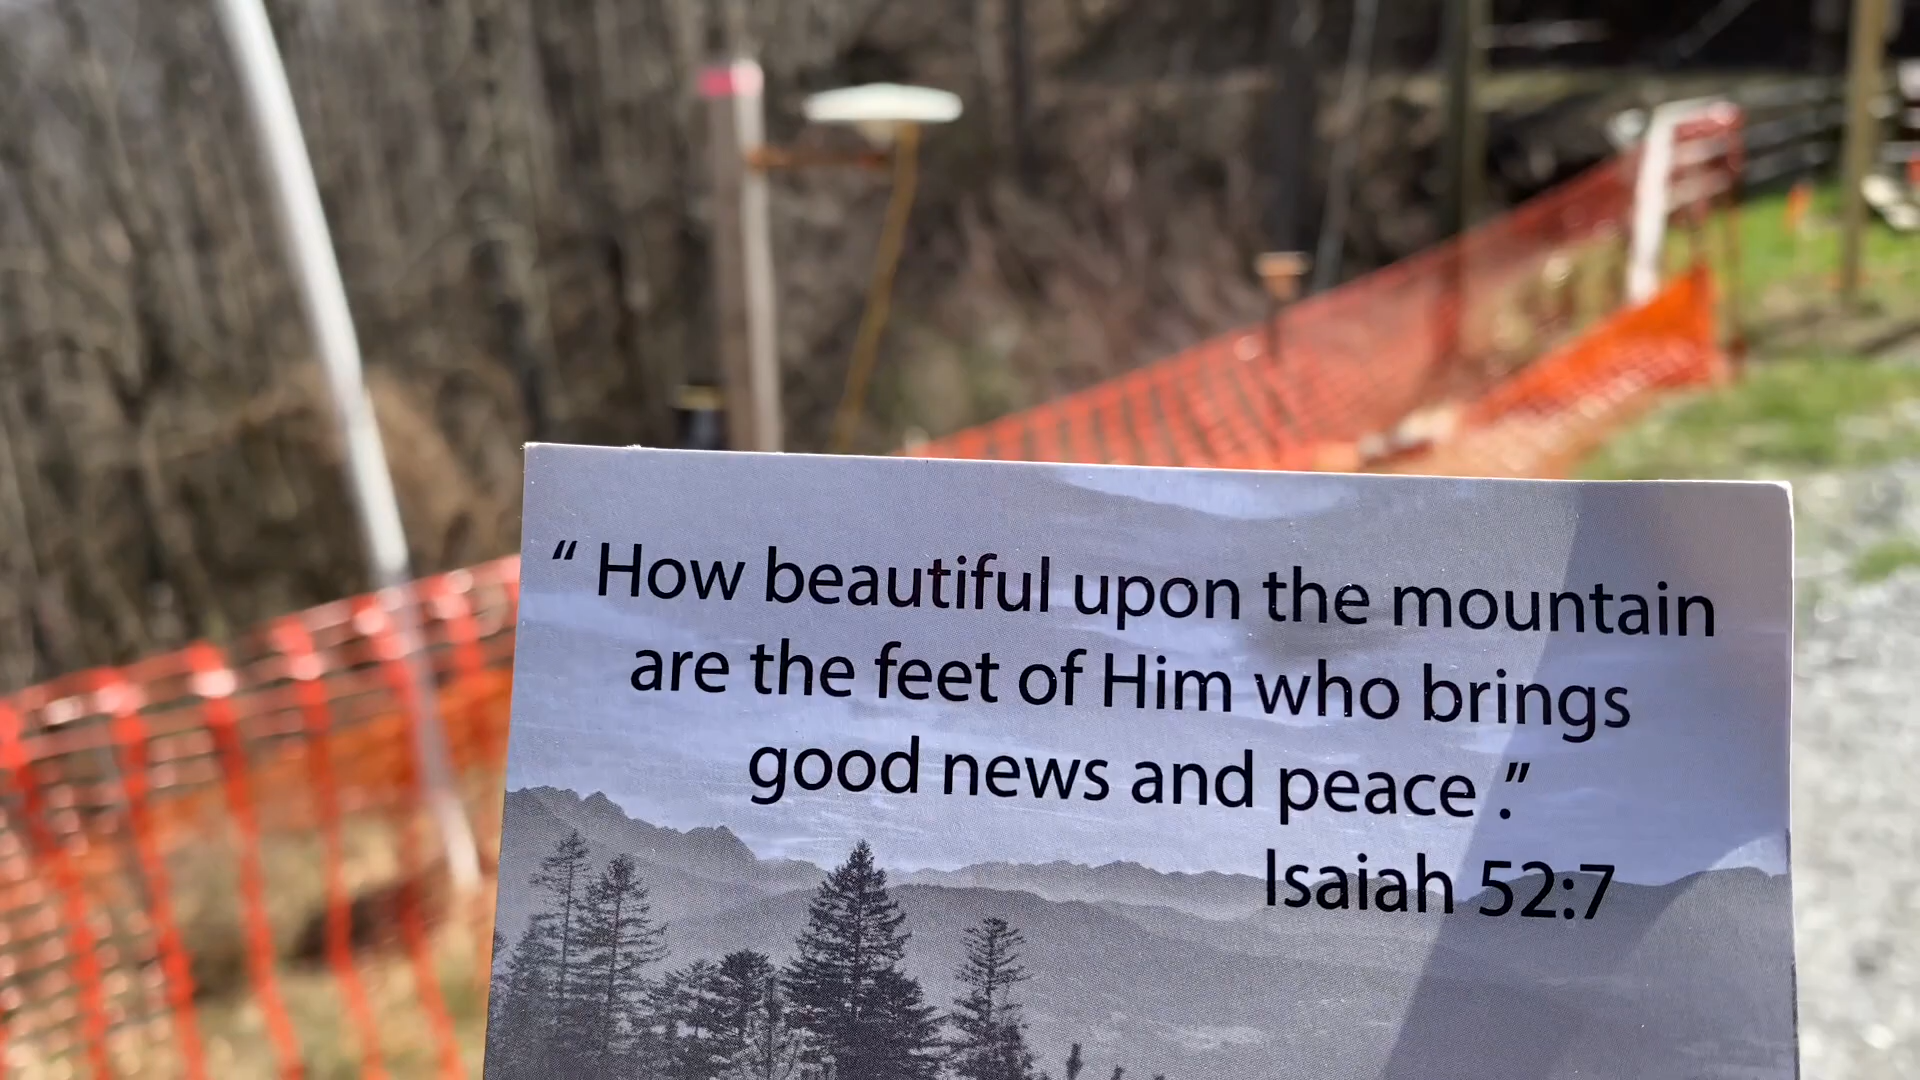 “ How beautiful upon the mountain
are the feet of Him who brings
good news and peace .”
Isaiah 52:7